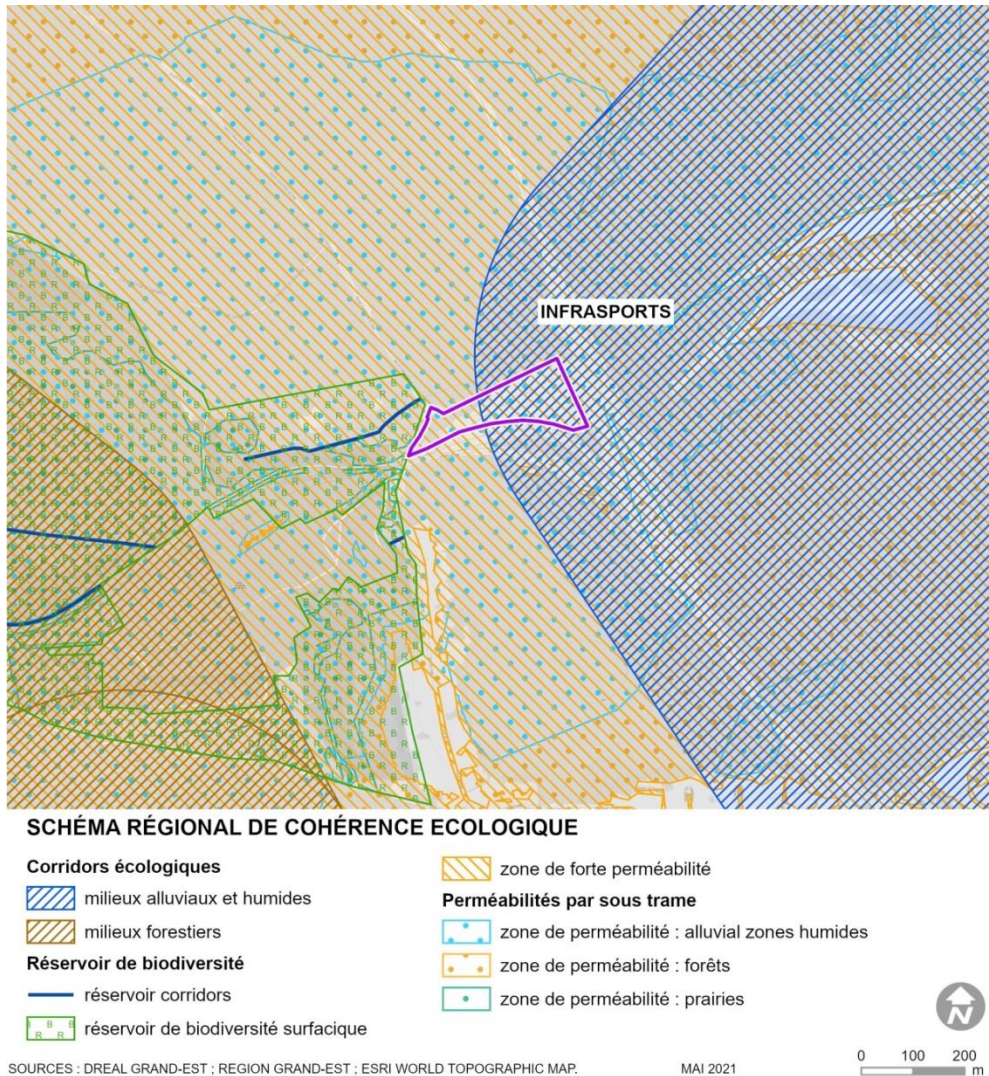 INFRASPORTS
SCHÉMA RÉGIONAL DE COHÉRENCE ECOLOGIQUE
Corridors écologiques
milieux alluviaux et humides
milieux forestiers
Réservoir de biodiversité
réservoir corridors
réservoir de biodiversité surfacique
zone de forte perméabilité
Perméabilités par sous trame
zone de perméabilité : alluvial zones humides
zone de perméabilité : forêts
zone de perméabilité : prairies
N
SOURCES : DREAL GRAND-EST ; REGION GRAND-EST ; ESRI WORLD TOPOGRAPHIC MAP.
MAI 2021
0 100 200
m